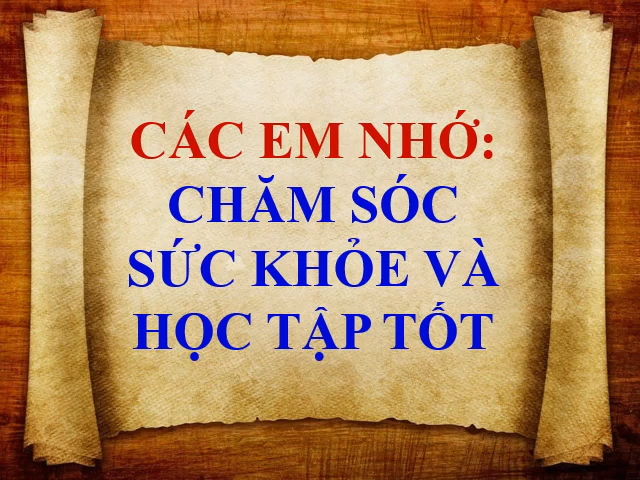 CÁC EM NHỚ:
CHĂM SÓC
SỨC KHỎE VÀ
HỌC TẬP TỐT